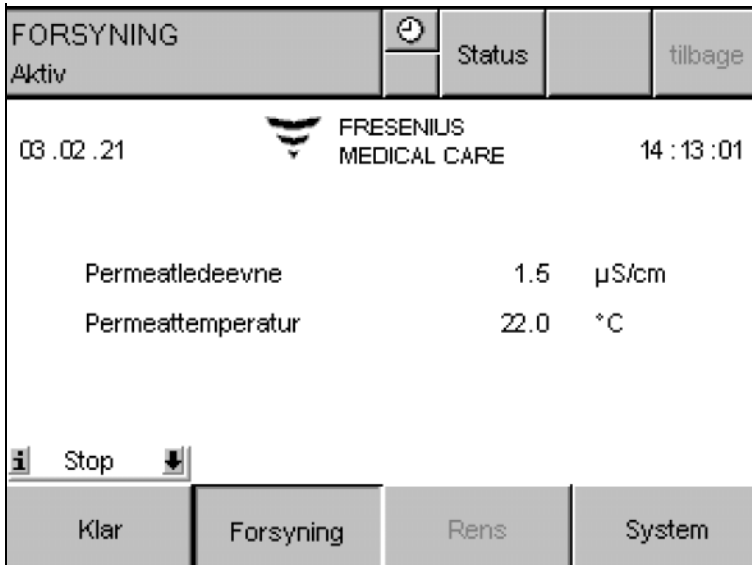 FORSYNING
Aktiv
Status
tilbage
03.02.21
FRESENIUS
MEDICAL CARE
14:13:01
Permeatledeevne 1.5 µS/cm
Permeattemperatur 22.0 °C
i Stop
Klar Forsyning Rens System